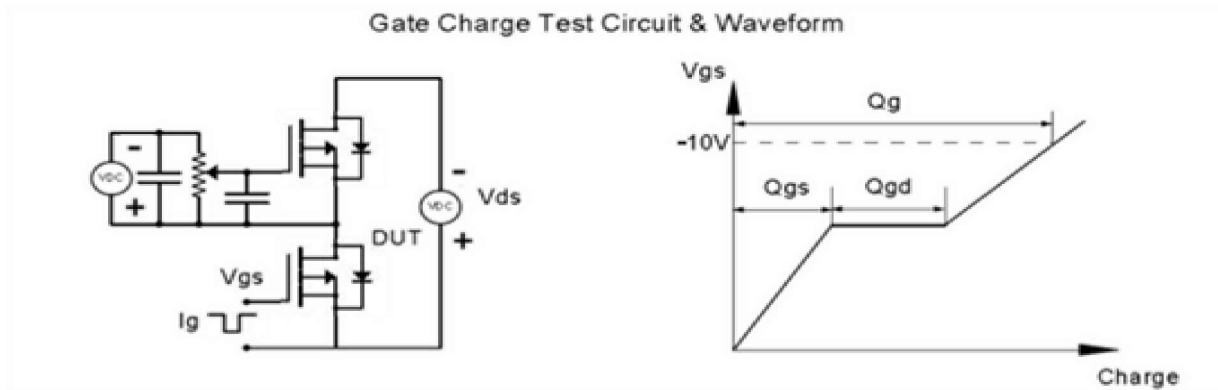 Gate Charge Test Circuit & Waveform
Vgs
Qg
-10V
Qgs
Qgd
Charge
-
VDC
+
-
VDC
Vds
+
DUT
Vgs
Ig